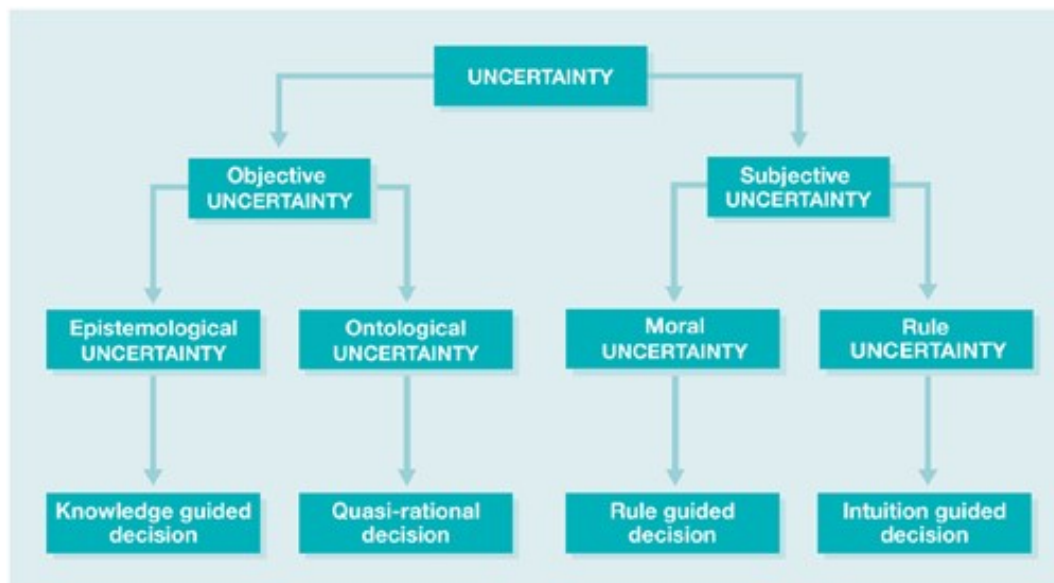 UNCERTAINTY
Objective
UNCERTAINTY
Subjective
UNCERTAINTY
Epistemological
UNCERTAINTY
Ontological
UNCERTAINTY
Moral
UNCERTAINTY
Rule
UNCERTAINTY
Knowledge guided
decision
Quasi-rational
decision
Rule guided
decision
Intuition guided
decision